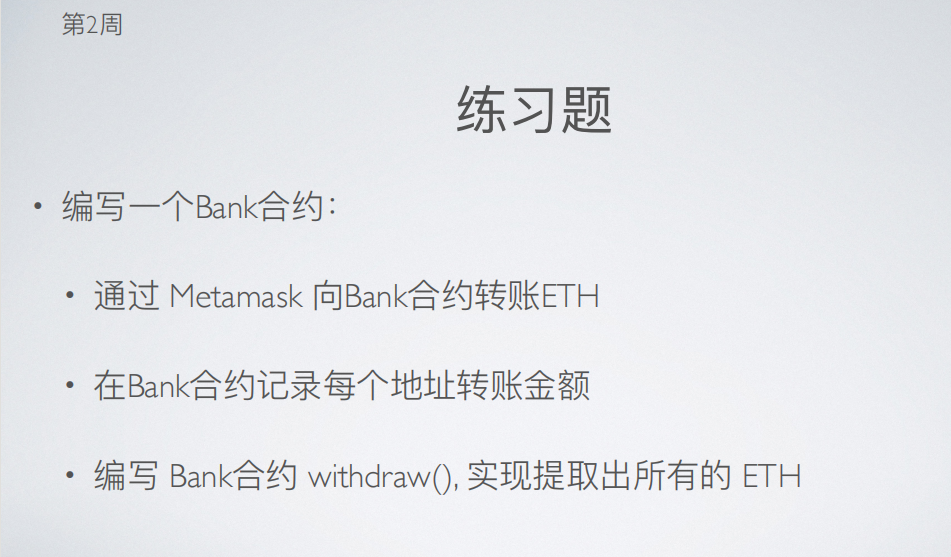 第2周
练习题
• 编写一个Bank合约：
• 通过 Metamask 向Bank合约转账ETH
• 在Bank合约记录每个地址转账金额
• 编写 Bank合约 withdraw(), 实现提取出所有的 ETH